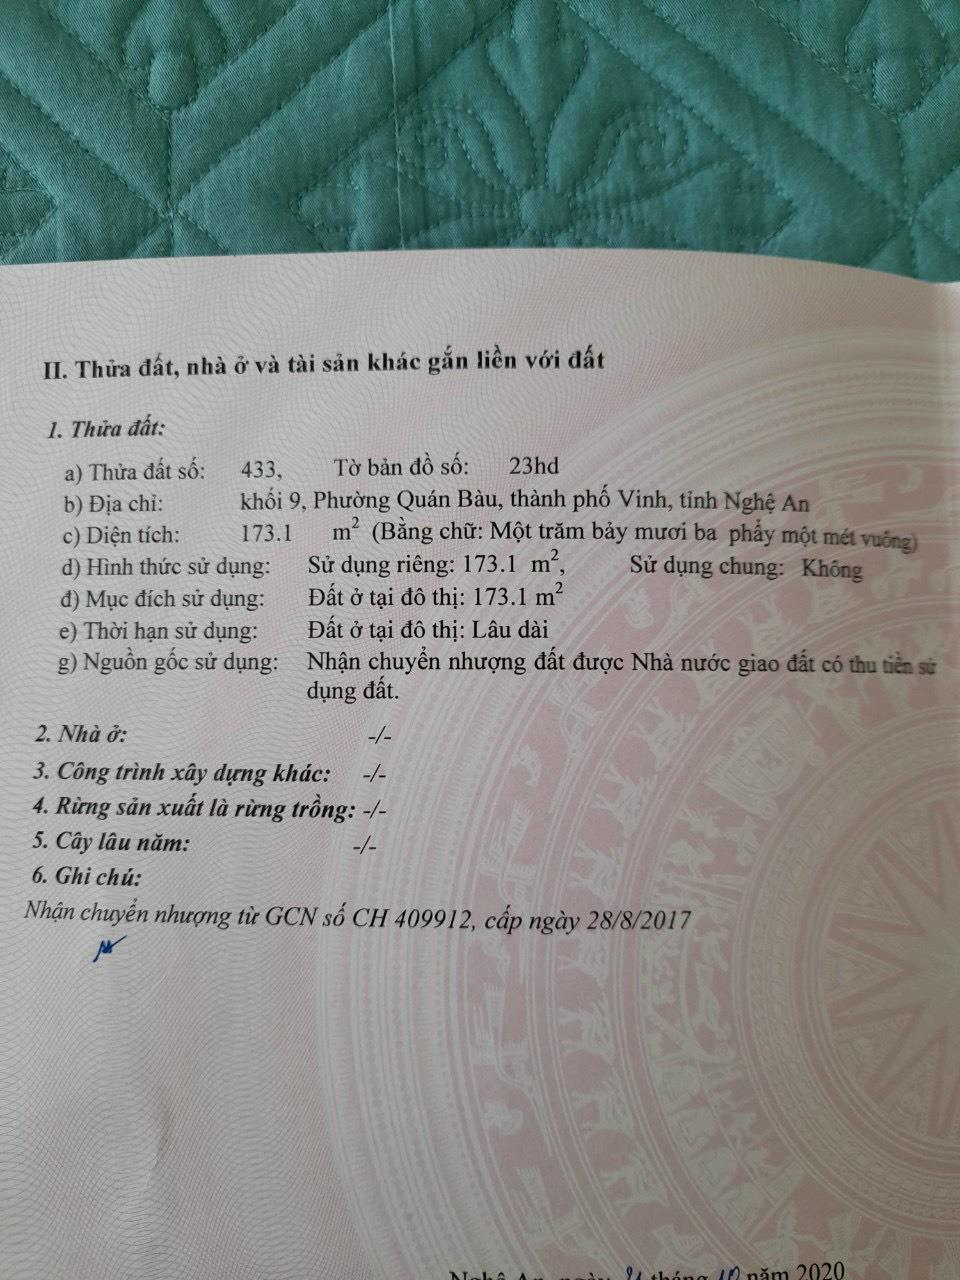 II. Thửa đất, nhà ở và tài sản khác gắn liền với đất
1. Thửa đất:
a) Thửa đất số: 433, Tờ bản đồ số: 23hd
b) Địa chỉ: khối 9, Phường Quán Bàu, thành phố Vinh, tỉnh Nghệ An
c) Diện tích: 173.1 m² (Bằng chữ: Một trăm bảy mươi ba phẩy một mét vuông)
d) Hình thức sử dụng: Sử dụng riêng: 173.1 m², Sử dụng chung: Không
đ) Mục đích sử dụng: Đất ở tại đô thị: 173.1 m²
e) Thời hạn sử dụng: Đất ở tại đô thị: Lâu dài
g) Nguồn gốc sử dụng: Nhận chuyển nhượng đất được Nhà nước giao đất có thu tiền sử
dụng đất.
2. Nhà ở: -/-
3. Công trình xây dựng khác: -/-
4. Rừng sản xuất là rừng trồng: -/-
5. Cây lâu năm: -/-
6. Ghi chú:
Nhận chuyển nhượng từ GCN số CH 409912, cấp ngày 28/8/2017
Nghệ An, ngày tháng 10 năm 2020